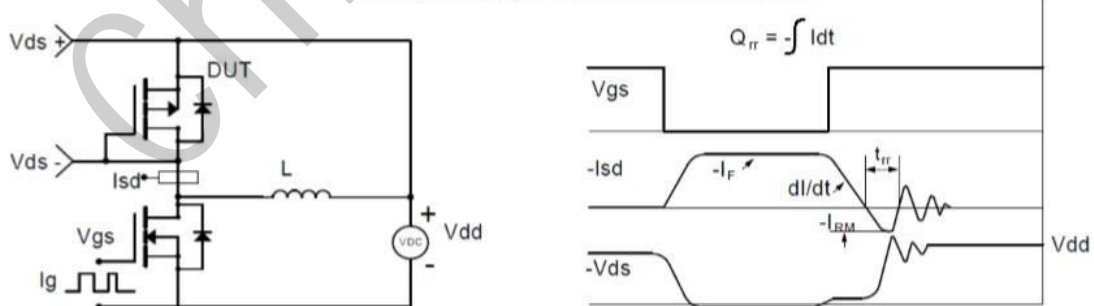 Vds +
DUT
Vds -
Isd
L
+
Vgs
VDC
Vdd
-
Ig
Qrr = -∫ Idt
Vgs
-Isd
-IF
dI/dt
trr
-IRM
Vdd
-Vds